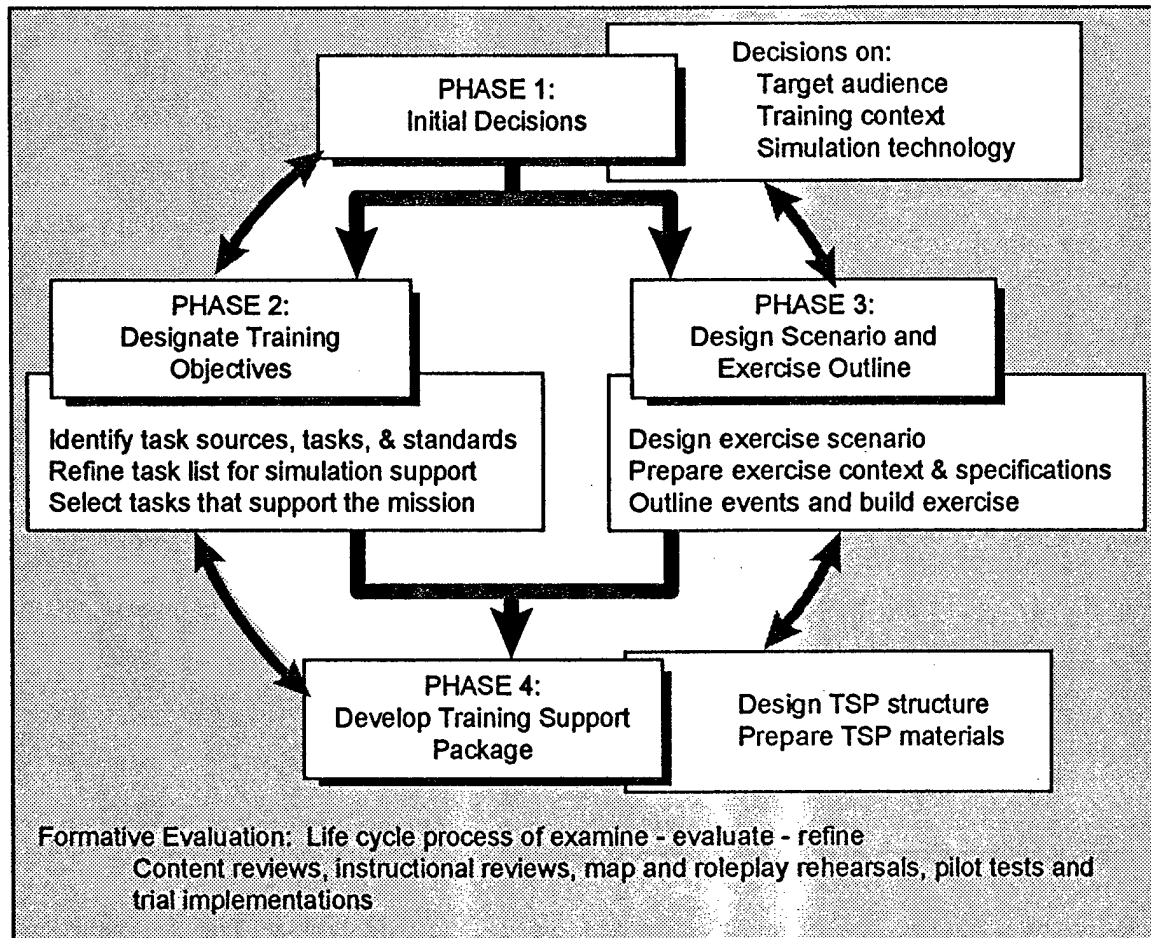 PHASE 1:
Initial Decisions
Decisions on:
Target audience
Training context
Simulation technology
PHASE 2:
Designate Training
Objectives
Identify task sources, tasks, & standards
Refine task list for simulation support
Select tasks that support the mission
PHASE 3:
Design Scenario and
Exercise Outline
Design exercise scenario
Prepare exercise context & specifications
Outline events and build exercise
PHASE 4:
Develop Training Support
Package
Design TSP structure
Prepare TSP materials
Formative Evaluation: Life cycle process of examine - evaluate - refine
Content reviews, instructional reviews, map and roleplay rehearsals, pilot tests and
trial implementations